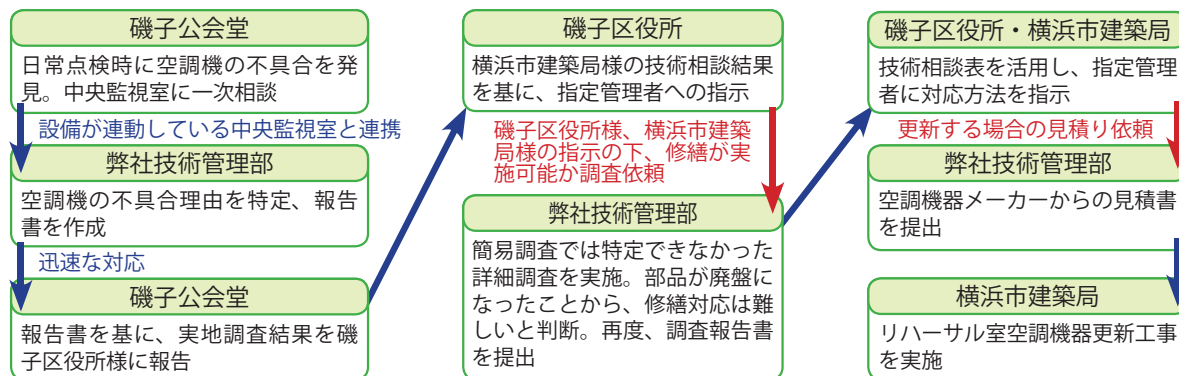 磯子公会堂
日常点検時に空調機の不具合を発
見。中央監視室に一次相談
設備が連動している中央監視室と連携
弊社技術管理部
空調機の不具合理由を特定、報告
書を作成
迅速な対応
磯子公会堂
報告書を基に、実地調査結果を磯
子区役所様に報告
磯子区役所
横浜市建築局様の技術相談結果
を基に、指定管理者への指示
磯子区役所様、横浜市建築
局様の指示の下、修繕が実
施可能か調査依頼
弊社技術管理部
簡易調査では特定できなかった
詳細調査を実施。部品が廃盤に
なったことから、修繕対応は難
しいと判断。再度、調査報告書
を提出
磯子区役所・横浜市建築局
技術相談表を活用し、指定管理
者に対応方法を指示
更新する場合の見積り依頼
弊社技術管理部
空調機器メーカーからの見積書
を提出
横浜市建築局
リハーサル室空調機器更新工事
を実施